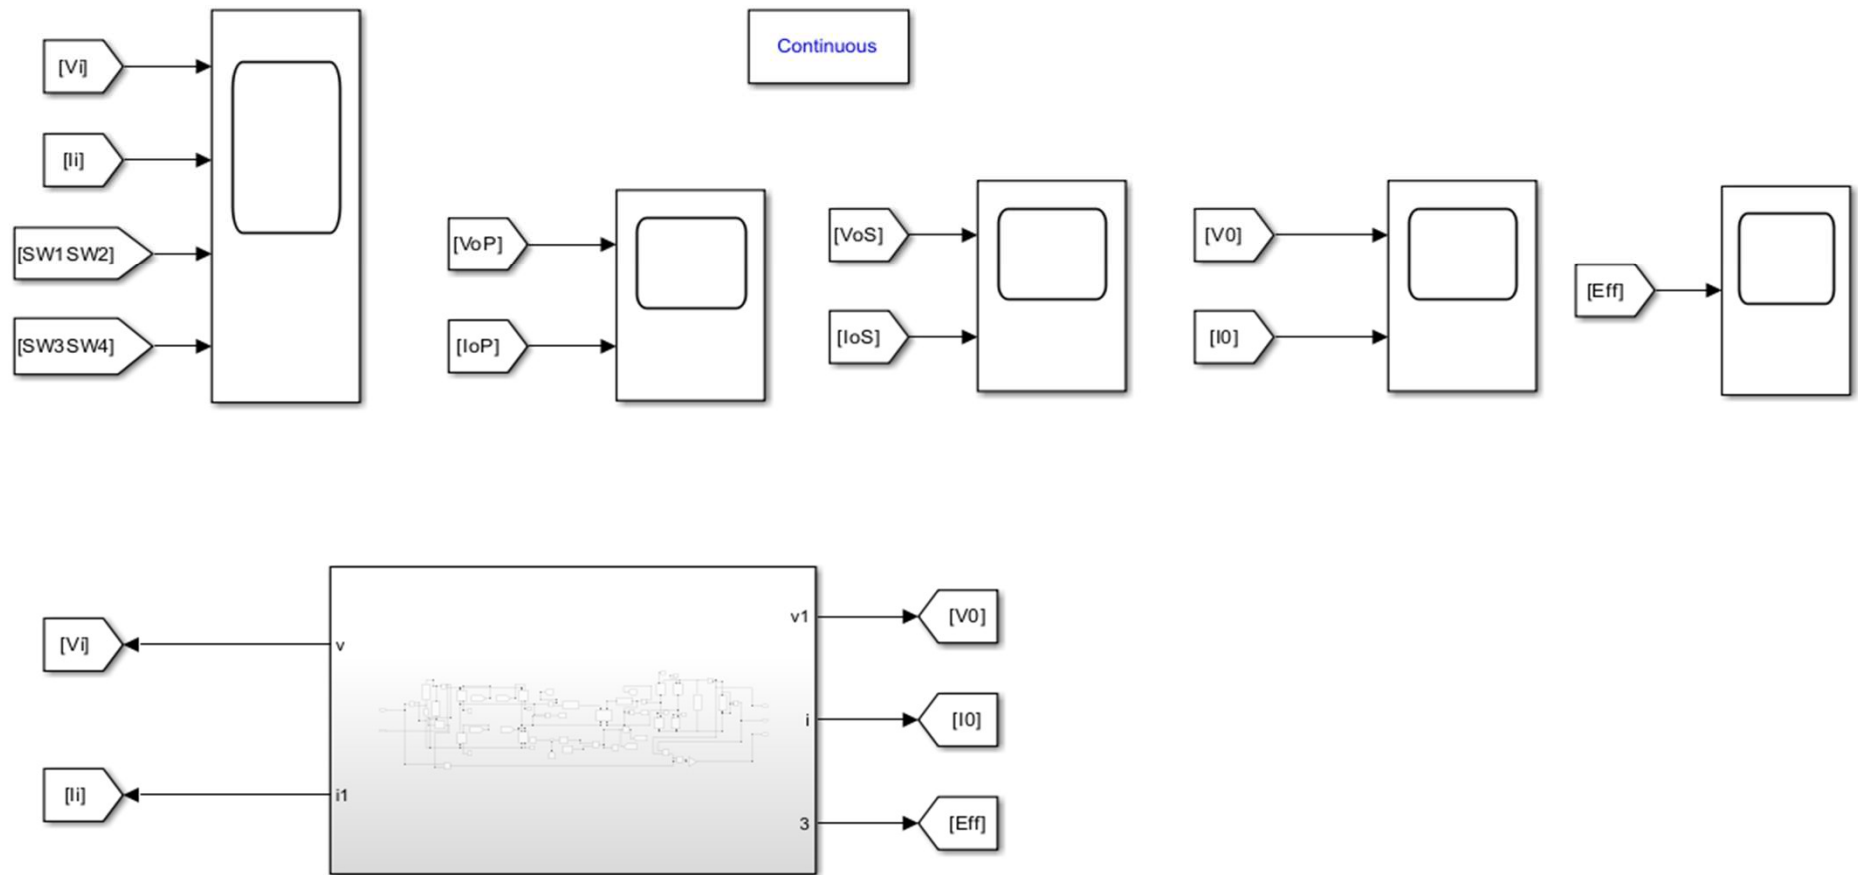 [Vi]
[Ii]
[SW1SW2]
[SW3SW4]
Continuous
[VoP]
[IoP]
[VoS]
[IoS]
[V0]
[I0]
[Eff]
[Vi]
[Ii]
v
i1
v1
i
3
[V0]
[I0]
[Eff]